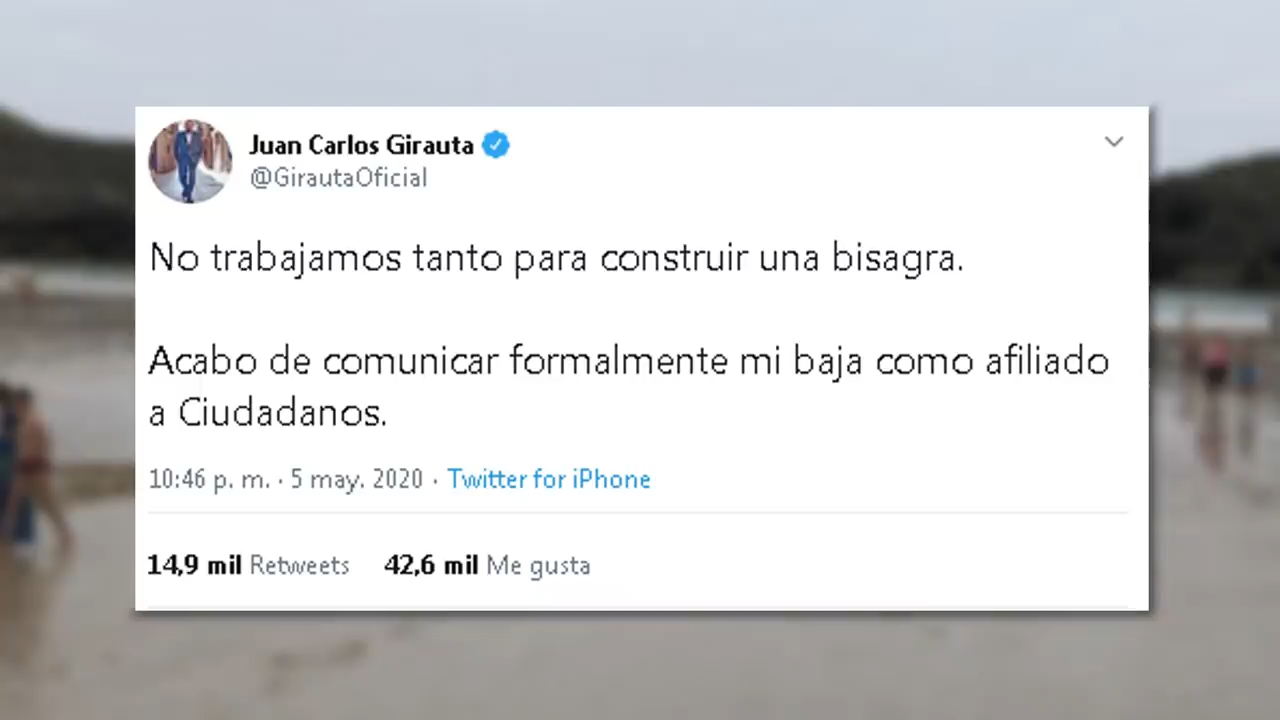 Juan Carlos Girauta
@GirautaOficial
No trabajamos tanto para construir una bisagra.
Acabo de comunicar formalmente mi baja como afiliado
a Ciudadanos.
10:46 p. m. · 5 may. 2020 · Twitter for iPhone
14,9 mil Retweets 42,6 mil Me gusta